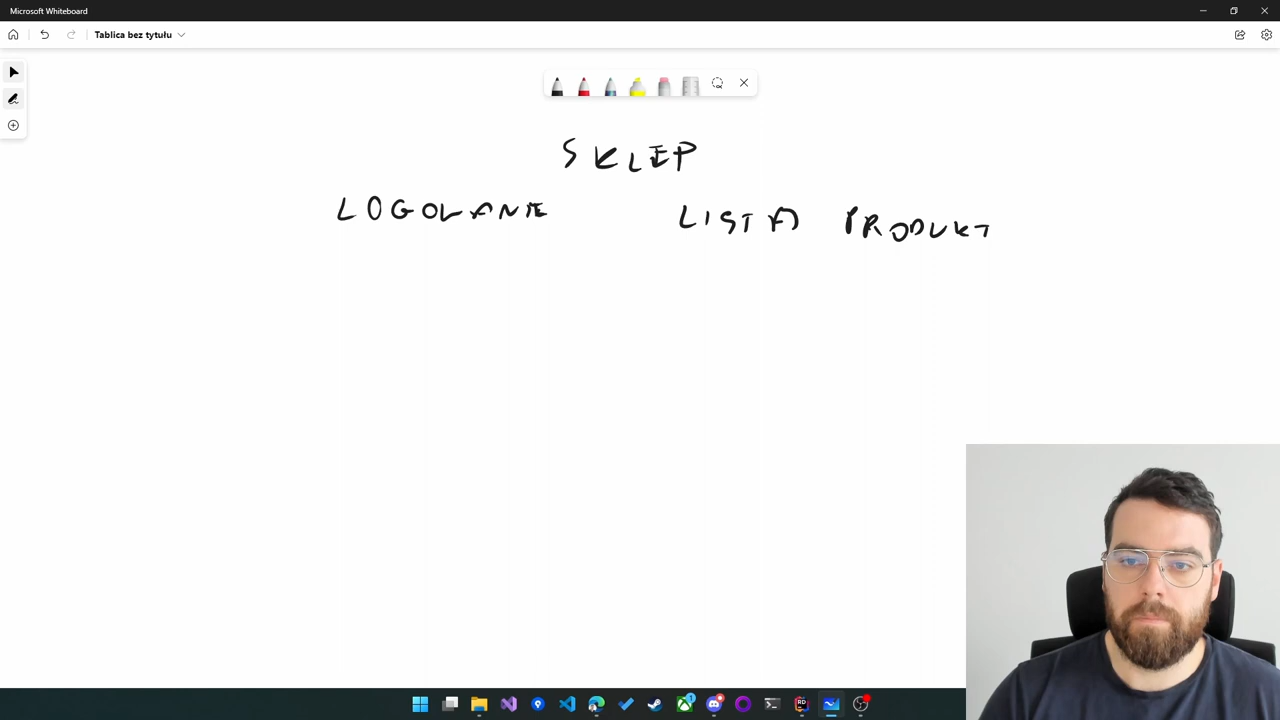 Microsoft Whiteboard
Tablica bez tytułu
SKLEP
LOGOWANIE LISTA PRODUKT